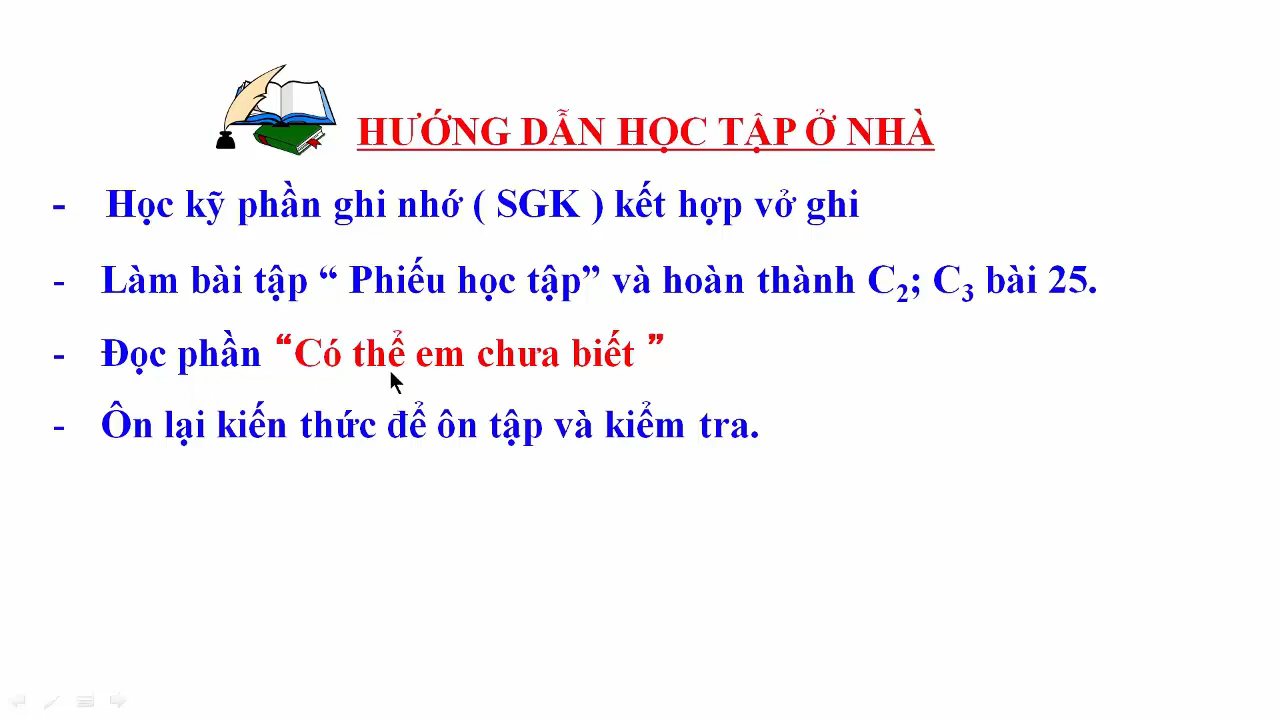 HƯỚNG DẪN HỌC TẬP Ở NHÀ
- Học kỹ phần ghi nhớ ( SGK ) kết hợp vở ghi
- Làm bài tập “ Phiếu học tập” và hoàn thành C₂; C₃ bài 25.
- Đọc phần “Có thể em chưa biết ”
- Ôn lại kiến thức để ôn tập và kiểm tra.